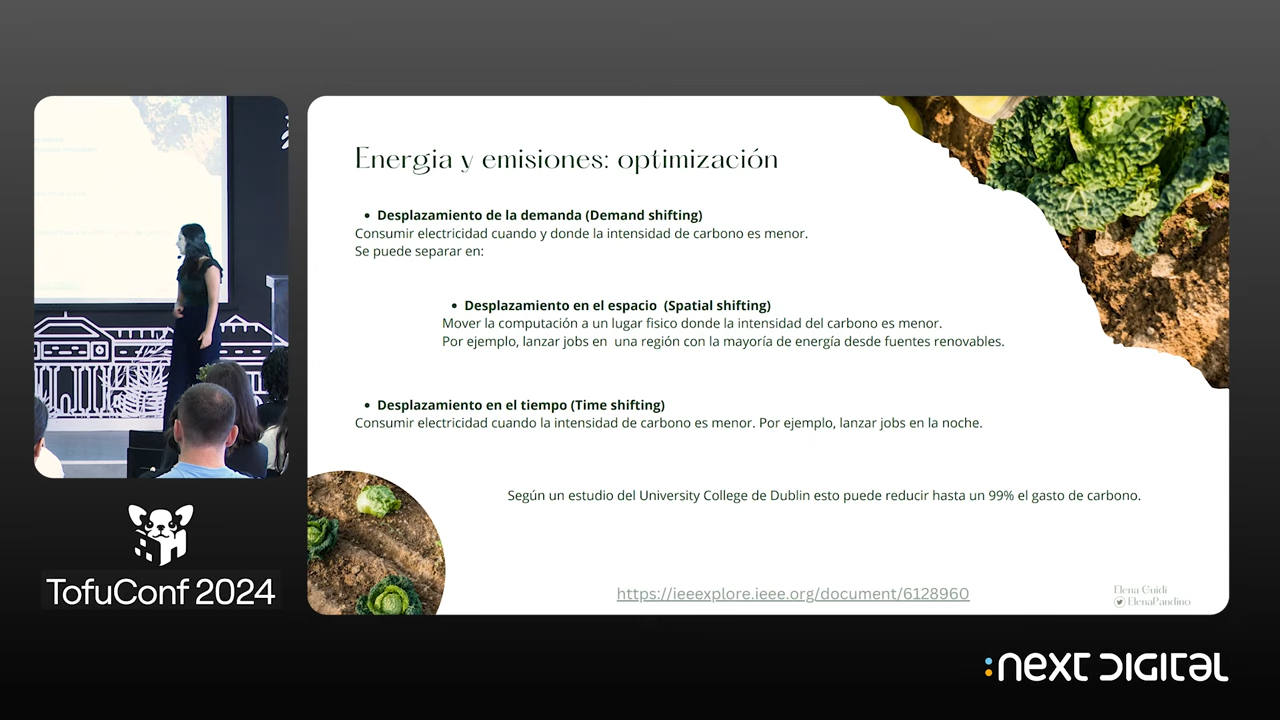 Energia y emisiones: optimización
• Desplazamiento de la demanda (Demand shifting)
Consumir electricidad cuando y donde la intensidad de carbono es menor.
Se puede separar en:
• Desplazamiento en el espacio (Spatial shifting)
Mover la computación a un lugar fisico donde la intensidad del carbono es menor.
Por ejemplo, lanzar jobs en una región con la mayoría de energía desde fuentes renovables.
• Desplazamiento en el tiempo (Time shifting)
Consumir electricidad cuando la intensidad de carbono es menor. Por ejemplo, lanzar jobs en la noche.
Según un estudio del University College de Dublin esto puede reducir hasta un 99% el gasto de carbono.
https://ieeexplore.ieee.org/document/6128960
Elena Guidi
ElenaPandino
TofuConf 2024
:next digital